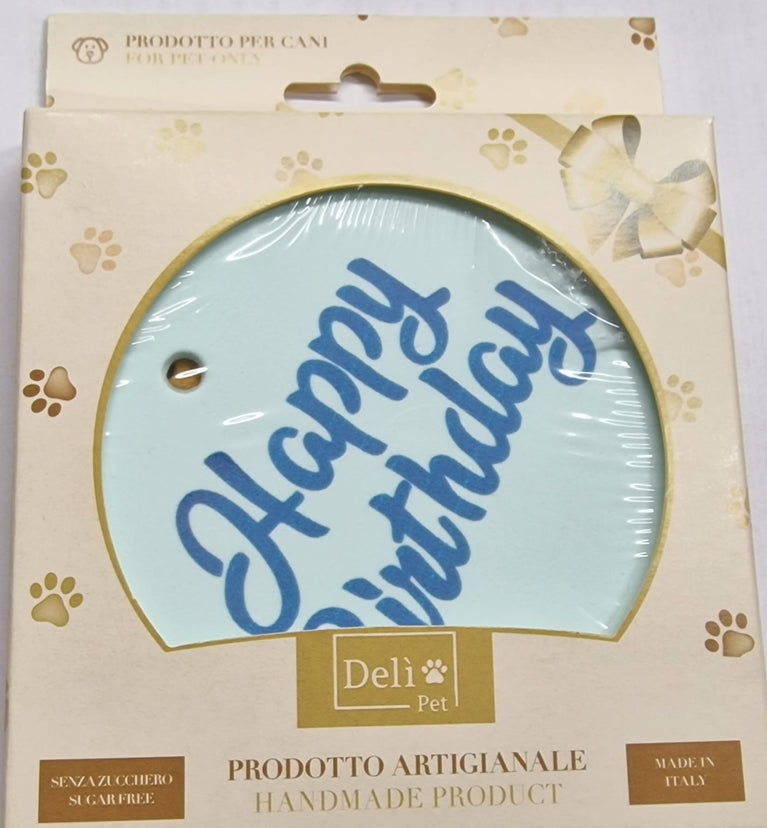 PRODOTTO PER CANI
FOR PET ONLY
Happy
Birthday
Delì
Pet
PRODOTTO ARTIGIANALE
HANDMADE PRODUCT
SENZA ZUCCHERO
SUGAR FREE
MADE IN
ITALY